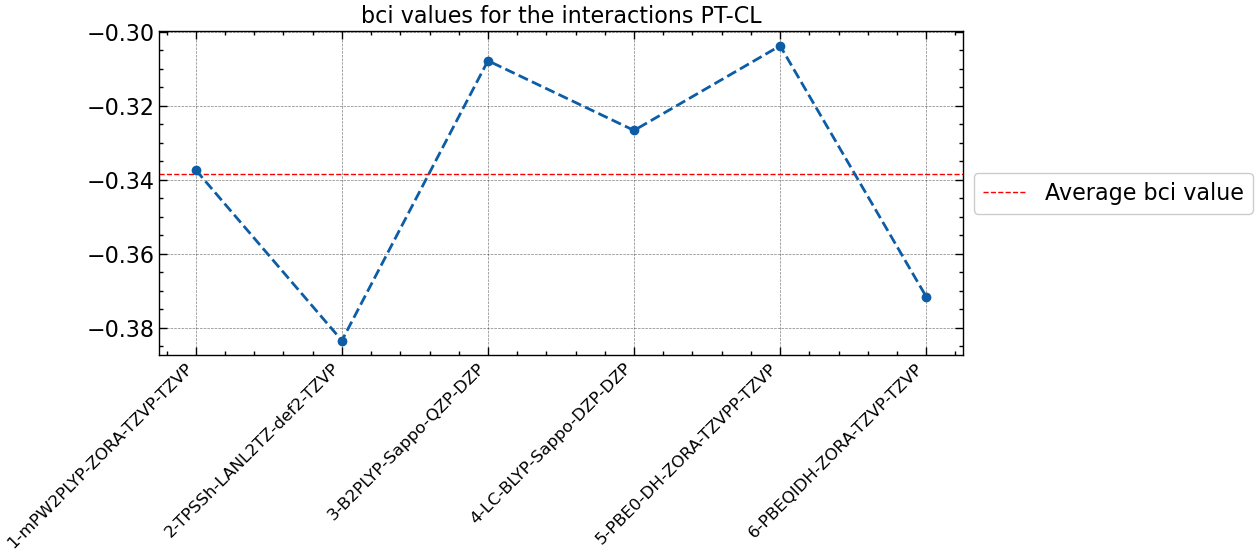 bci values for the interactions PT-CL
−0.30
−0.32
−0.34
−0.36
−0.38
Average bci value
1-mPW2PLYP-ZORA-TZVP-TZVP
2-TPSSh-LANL2TZ-def2-TZVP
3-B2PLYP-Sappo-QZP-DZP
4-LC-BLYP-Sappo-DZP-DZP
5-PBE0-DH-ZORA-TZVPP-TZVP
6-PBEQIDH-ZORA-TZVP-TZVP